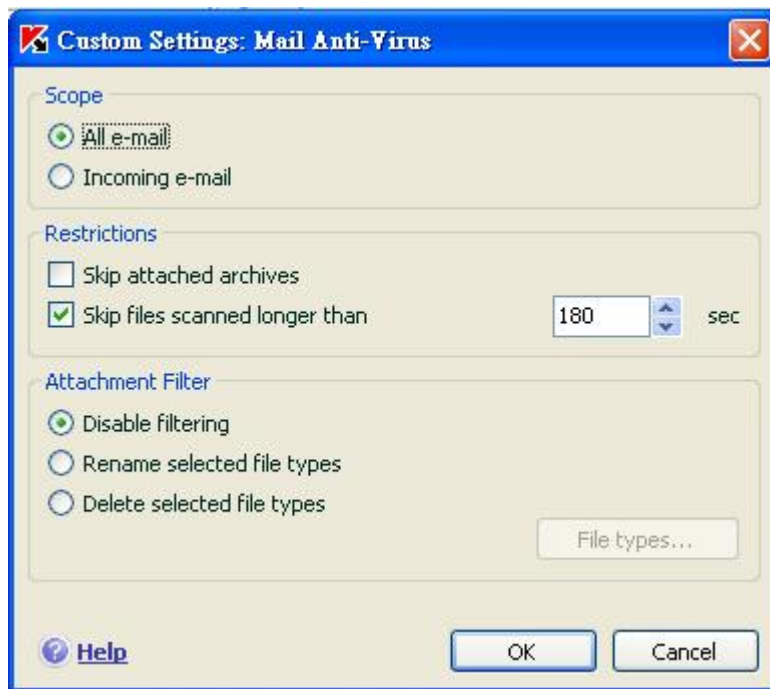 Custom Settings: Mail Anti-Virus
Scope
All e-mail
Incoming e-mail
Restrictions
Skip attached archives
Skip files scanned longer than 180 sec
Attachment Filter
Disable filtering
Rename selected file types
Delete selected file types
File types...
Help OK Cancel